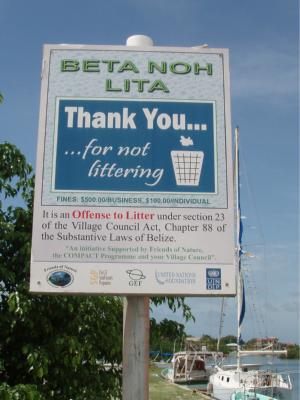 BETA NOH
LITA
Thank You...
...for not
littering
FINES: $500.00/BUSINESS, $100.00/INDIVIDUAL
It is an Offense to Litter under section 23
of the Village Council Act, Chapter 88 of
the Substantive Laws of Belize.
"An initiative Supported by Friends of Nature,
the COMPACT Programme and your Village Council".
GEF
UNITED NATIONS
FOUNDATION
UN
DP